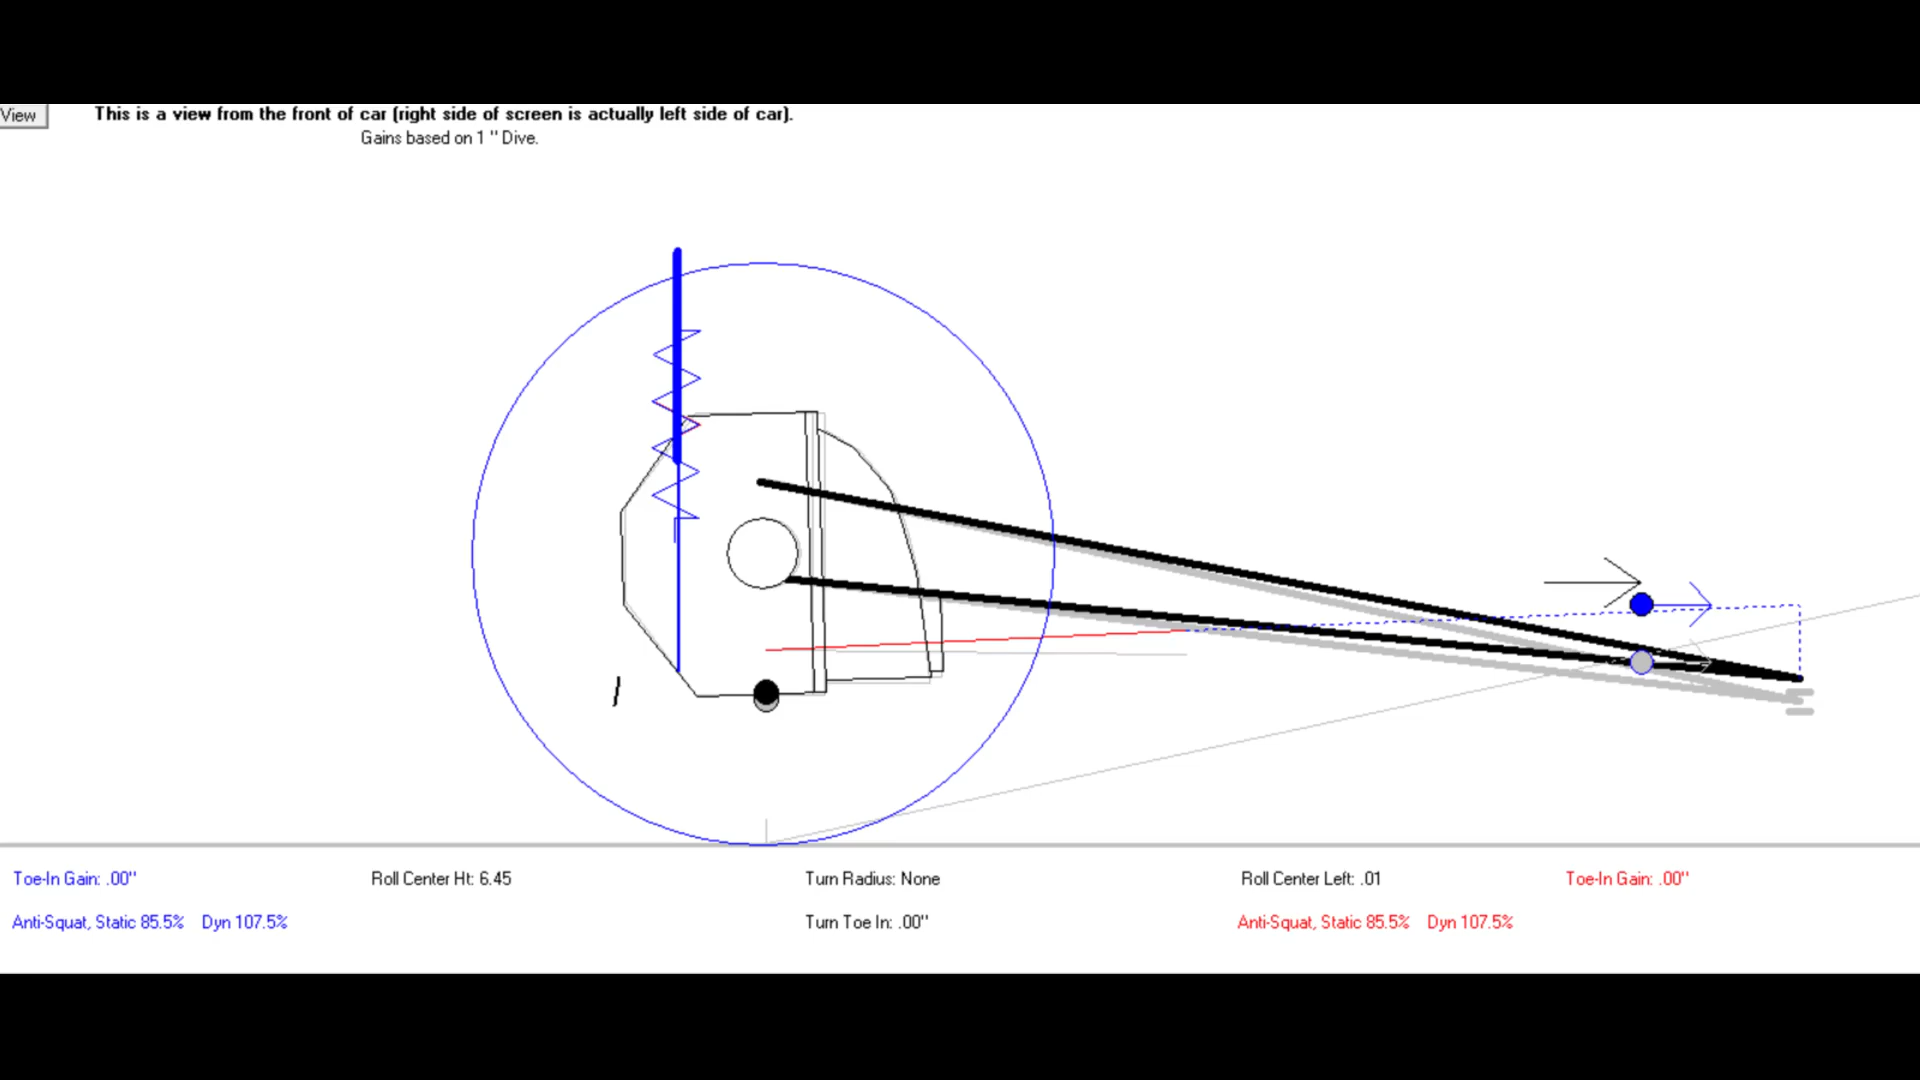 View
This is a view from the front of car (right side of screen is actually left side of car).
Gains based on 1 " Dive.
Toe-In Gain: .00"
Roll Center Ht: 6.45
Turn Radius: None
Roll Center Left: .01
Toe-In Gain: .00"
Anti-Squat, Static 85.5% Dyn 107.5%
Turn Toe In: .00"
Anti-Squat, Static 85.5% Dyn 107.5%